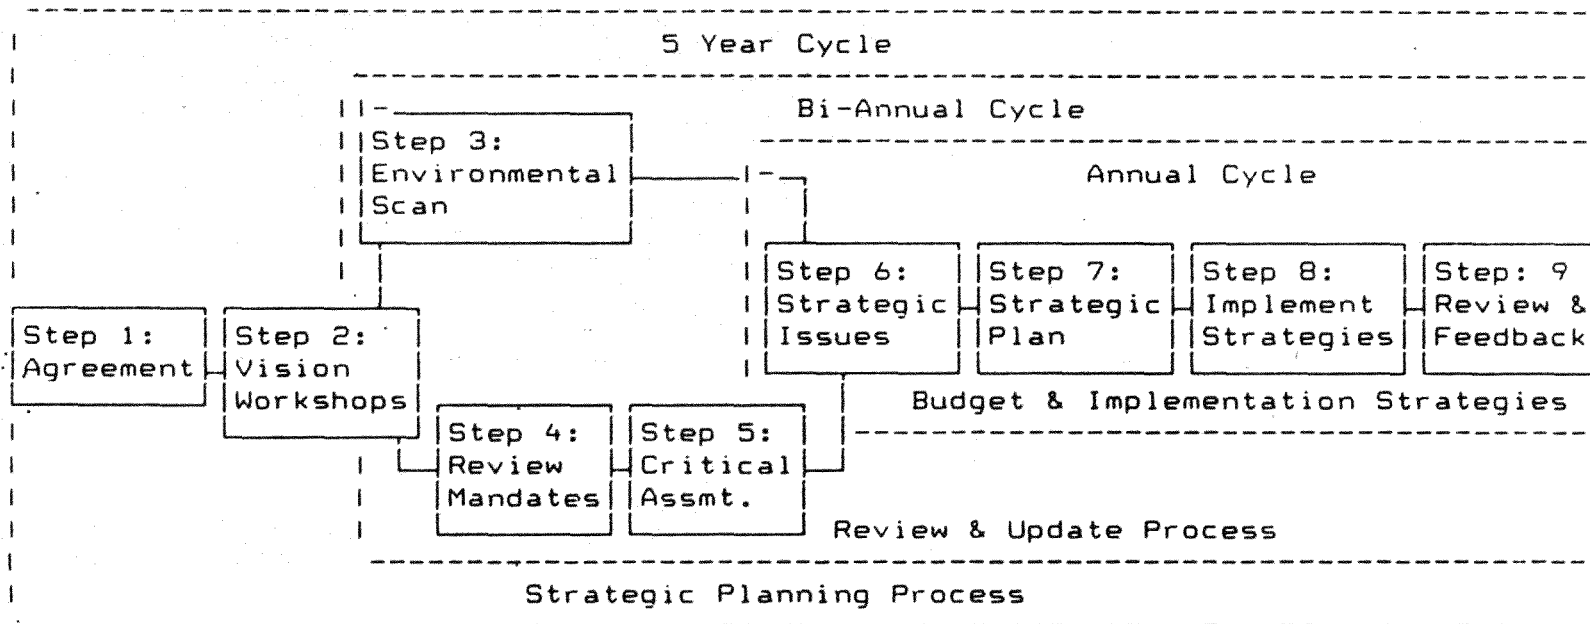 5 Year Cycle
Bi-Annual Cycle
Step 3:
Environmental
Scan
Annual Cycle
Step 1:
Agreement
Step 2:
Vision
Workshops
Step 4:
Review
Mandates
Step 5:
Critical
Assmt.
Step 6:
Strategic
Issues
Step 7:
Strategic
Plan
Step 8:
Implement
Strategies
Step: 9
Review &
Feedback
Budget & Implementation Strategies
Review & Update Process
Strategic Planning Process